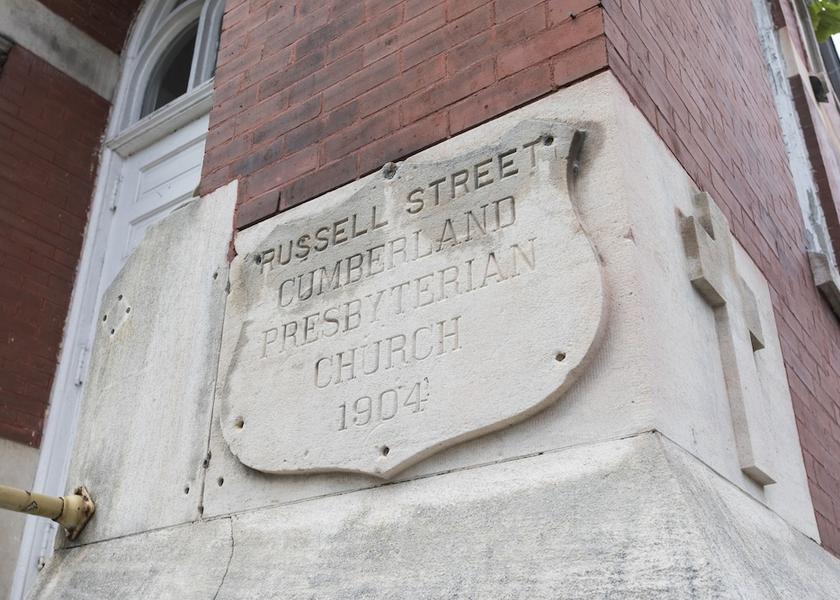 RUSSELL STREET
CUMBERLAND
PRESBYTERIAN
CHURCH
1904